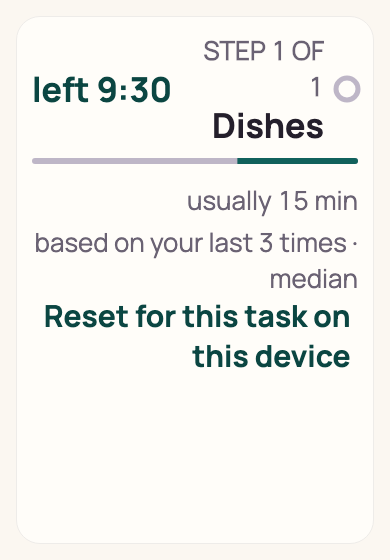 STEP 1 OF
1
left 9:30
Dishes
usually 15 min
based on your last 3 times ·
median
Reset for this task on
this device